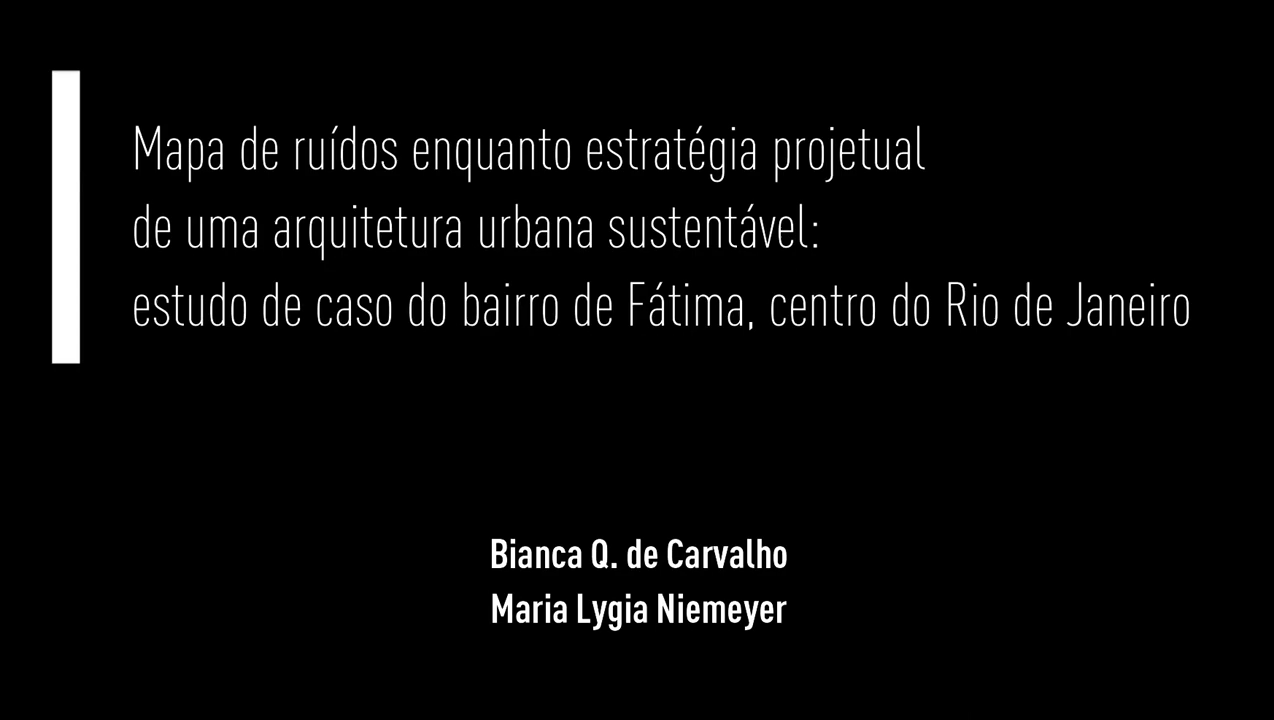 Mapa de ruídos enquanto estratégia projetual
de uma arquitetura urbana sustentável:
estudo de caso do bairro de Fátima, centro do Rio de Janeiro
Bianca Q. de Carvalho
Maria Lygia Niemeyer